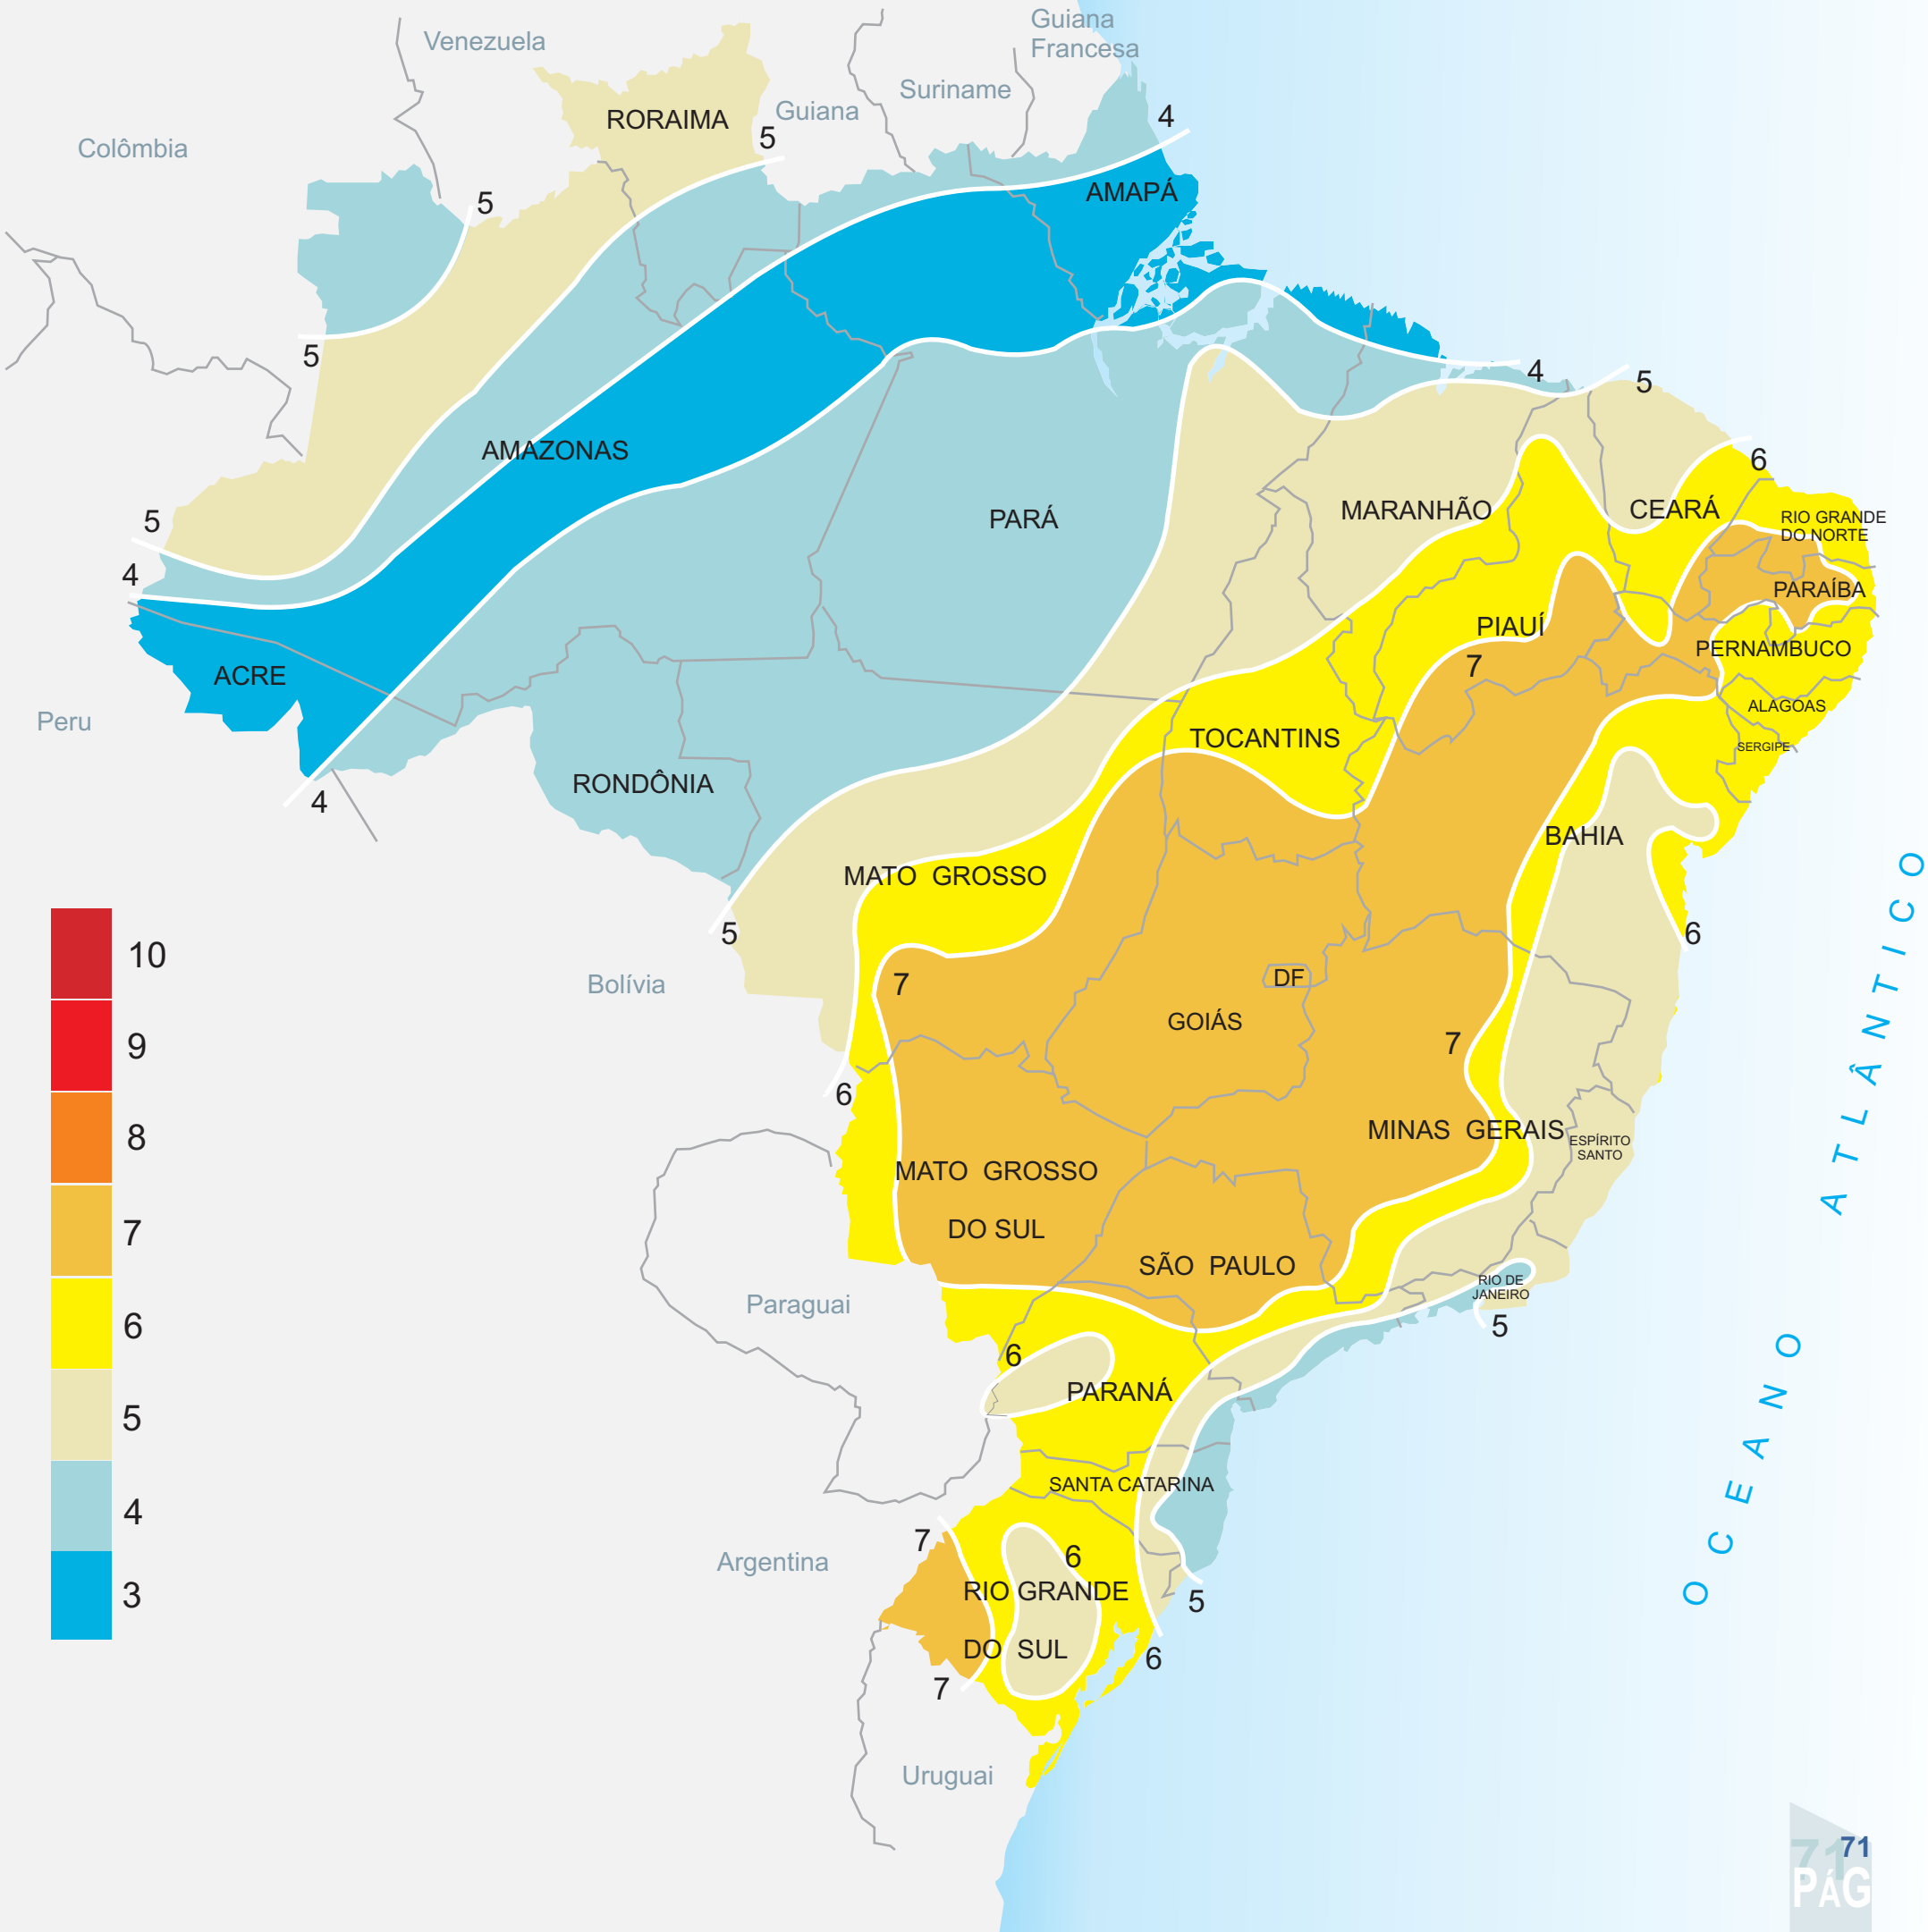 Guiana
Francesa
Venezuela
Suriname
Guiana
RORAIMA
4
5
Colômbia
AMAPÁ
5
5
4
5
AMAZONAS
6
5
PARÁ
MARANHÃO
CEARÁ
RIO GRANDE
DO NORTE
4
PARAÍBA
PIAUÍ
PERNAMBUCO
7
ACRE
ALAGOAS
Peru
TOCANTINS
SERGIPE
RONDÔNIA
4
BAHIA
MATO GROSSO
5
6
10
Bolívia
7
DF
GOIÁS
9
7
6
8
MINAS GERAIS
ESPÍRITO
SANTO
MATO GROSSO
DO SUL
7
SÃO PAULO
RIO DE
JANEIRO
Paraguai
6
5
6
PARANÁ
5
SANTA CATARINA
4
7
6
Argentina
RIO GRANDE
DO SUL
3
5
6
7
Uruguai
OCEANO ATLÂNTICO
71
71
PÁG